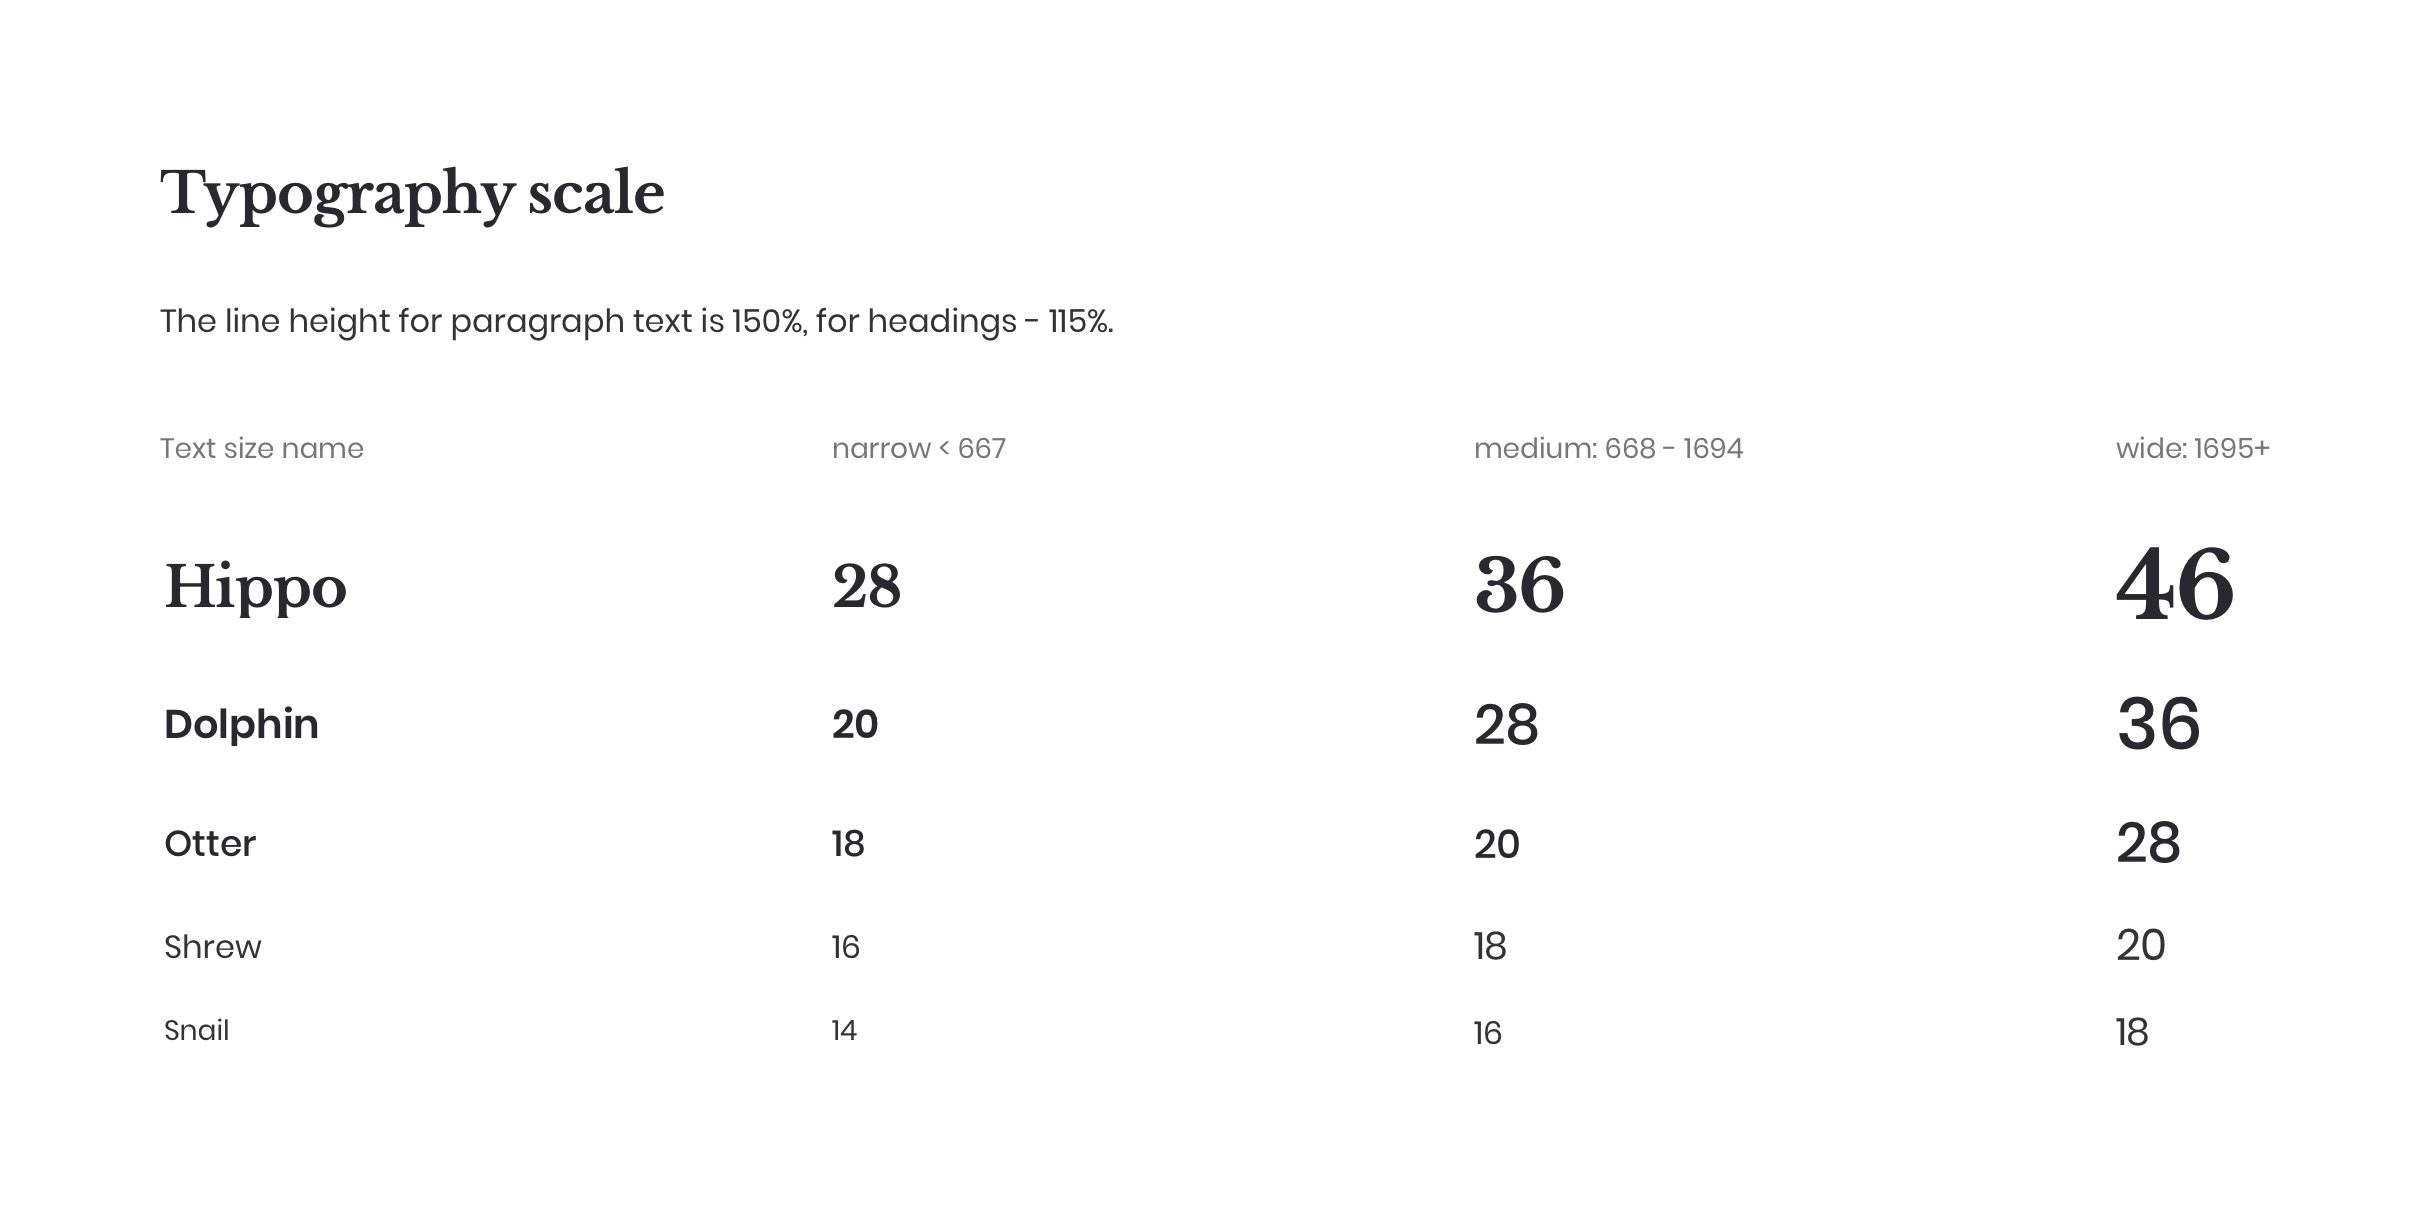 Typography scale
The line height for paragraph text is 150%, for headings - 115%.
Text size name narrow < 667 medium: 668 - 1694 wide: 1695+
Hippo 28 36 46
Dolphin 20 28 36
Otter 18 20 28
Shrew 16 18 20
Snail 14 16 18